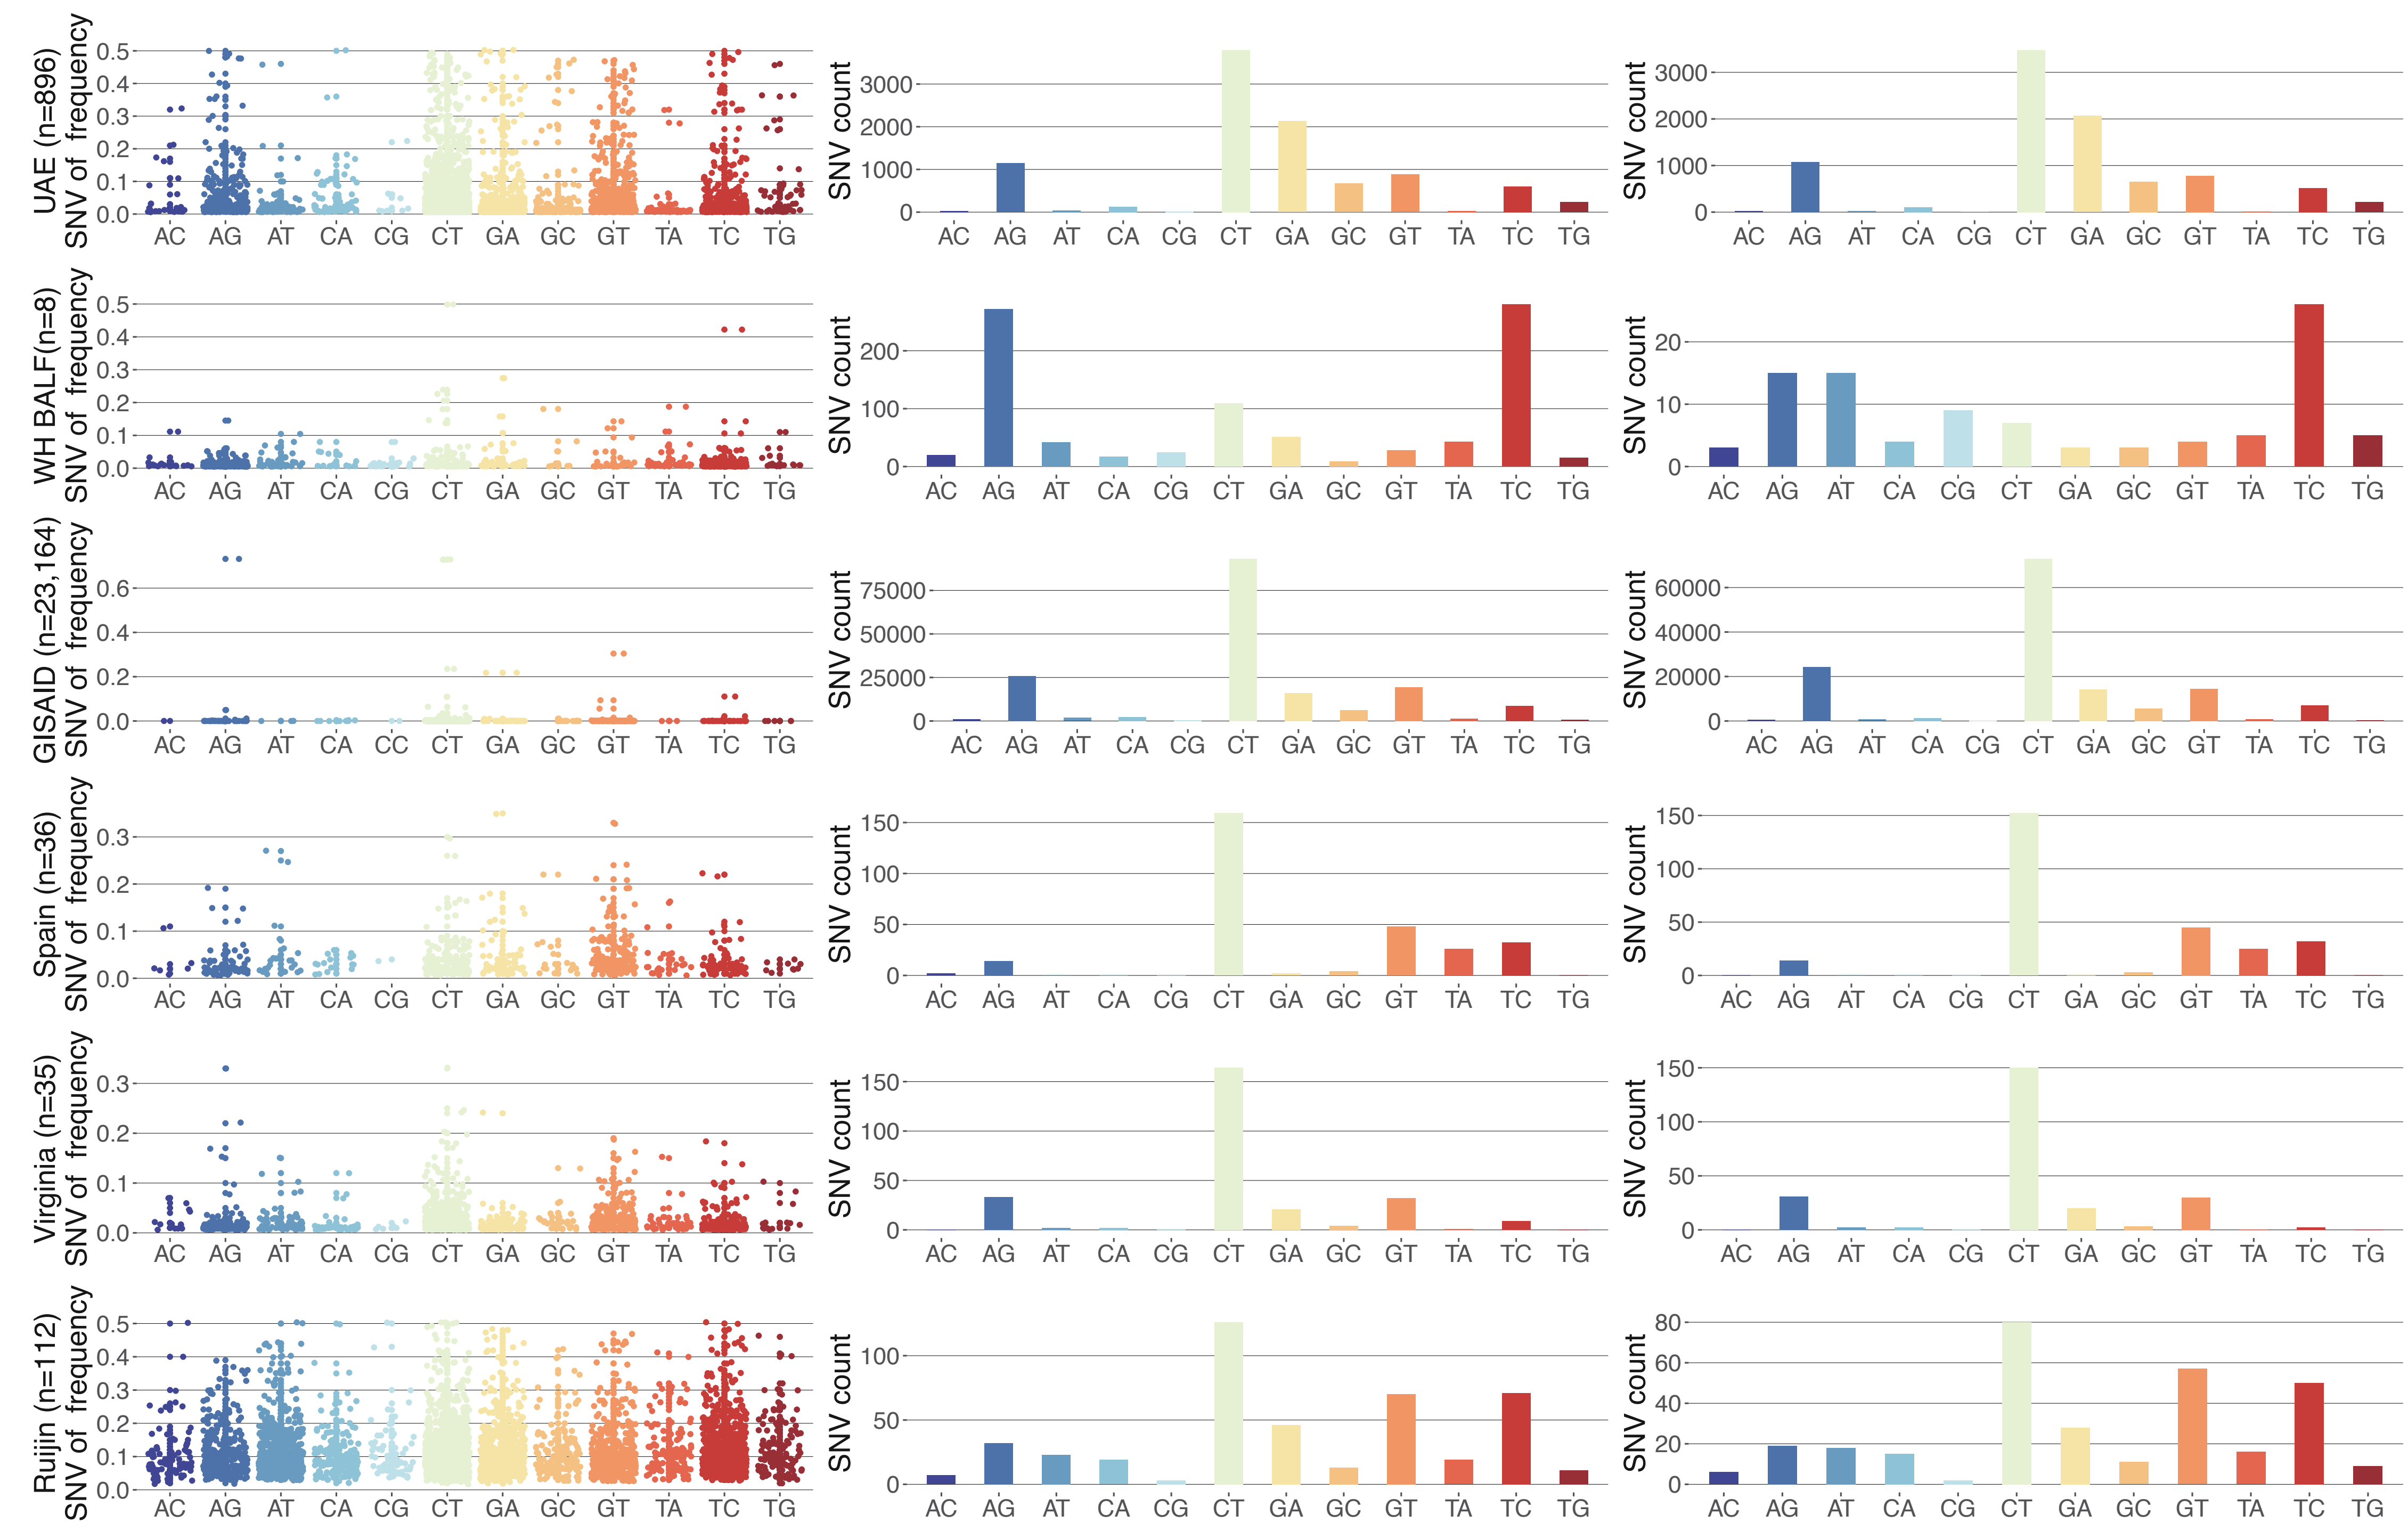 UAE (n=896)
SNV of frequency
0.5
0.4
0.3
0.2
0.1
0.0
AC AG AT CA CG CT GA GC GT TA TC TG
SNV count
3000
2000
1000
0
AC AG AT CA CG CT GA GC GT TA TC TG
SNV count
3000
2000
1000
0
AC AG AT CA CG CT GA GC GT TA TC TG
WH BALF(n=8)
SNV of frequency
0.5
0.4
0.3
0.2
0.1
0.0
AC AG AT CA CG CT GA GC GT TA TC TG
SNV count
200
100
0
AC AG AT CA CG CT GA GC GT TA TC TG
SNV count
20
10
0
AC AG AT CA CG CT GA GC GT TA TC TG
GISAID (n=23,164)
SNV of frequency
0.6
0.4
0.2
0.0
AC AG AT CA CC CT GA GC GT TA TC TG
SNV count
75000
50000
25000
0
AC AG AT CA CG CT GA GC GT TA TC TG
SNV count
60000
40000
20000
0
AC AG AT CA CG CT GA GC GT TA TC TG
Spain (n=36)
SNV of frequency
0.3
0.2
0.1
0.0
AC AG AT CA CG CT GA GC GT TA TC TG
SNV count
150
100
50
0
AC AG AT CA CG CT GA GC GT TA TC TG
SNV count
150
100
50
0
AC AG AT CA CG CT GA GC GT TA TC TG
Virginia (n=35)
SNV of frequency
0.3
0.2
0.1
0.0
AC AG AT CA CG CT GA GC GT TA TC TG
SNV count
150
100
50
0
AC AG AT CA CG CT GA GC GT TA TC TG
SNV count
150
100
50
0
AC AG AT CA CG CT GA GC GT TA TC TG
Ruijin (n=112)
SNV of frequency
0.5
0.4
0.3
0.2
0.1
0.0
AC AG AT CA CG CT GA GC GT TA TC TG
SNV count
100
50
0
AC AG AT CA CG CT GA GC GT TA TC TG
SNV count
80
60
40
20
0
AC AG AT CA CG CT GA GC GT TA TC TG